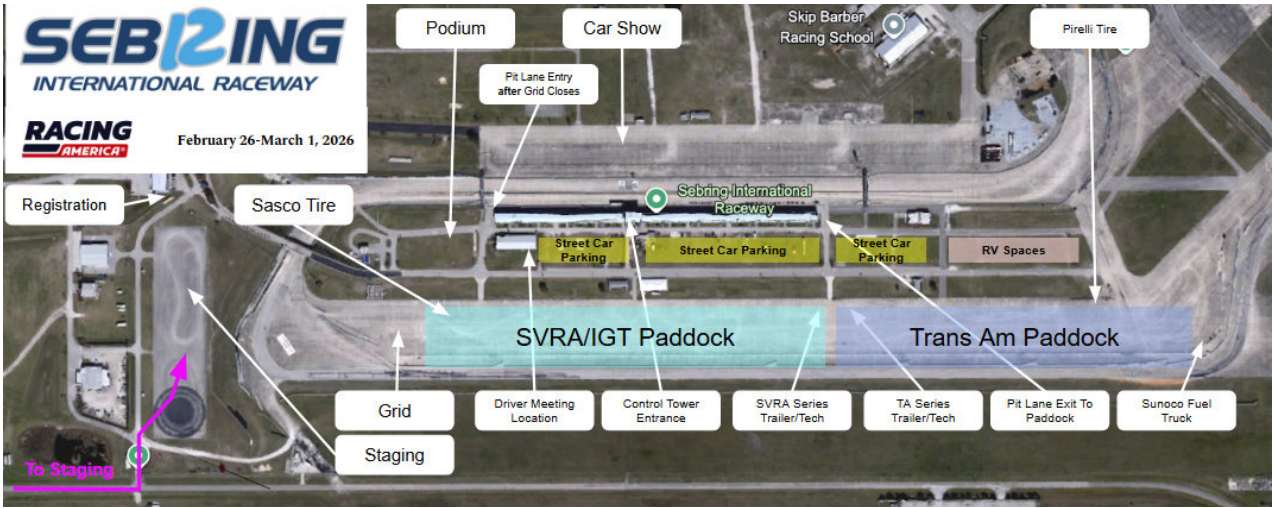 SEBRING
INTERNATIONAL RACEWAY
RACING
AMERICA
February 26-March 1, 2026
Podium
Car Show
Skip Barber
Racing School
Pirelli Tire
Pit Lane Entry
after Grid Closes
Registration
Sasco Tire
Sebring International
Raceway
Street Car
Parking
Street Car Parking
Street Car
Parking
RV Spaces
SVRA/IGT Paddock
Trans Am Paddock
Grid
Driver Meeting
Location
Control Tower
Entrance
SVRA Series
Trailer/Tech
TA Series
Trailer/Tech
Pit Lane Exit To
Paddock
Sunoco Fuel
Truck
Staging
To Staging